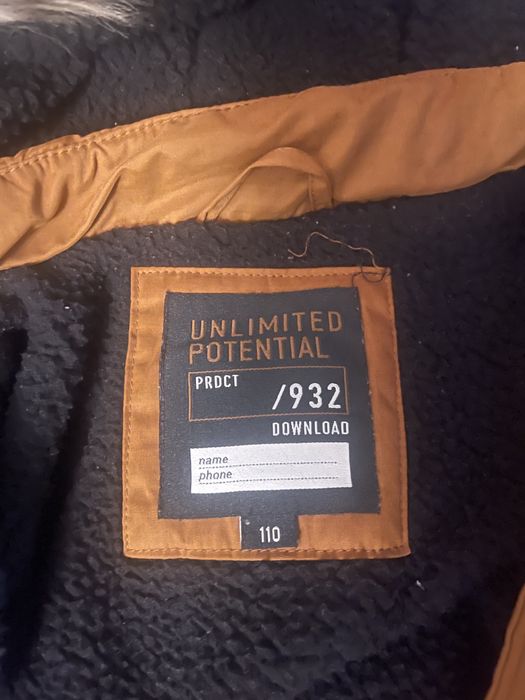 UNLIMITED
POTENTIAL
PRDCT
/932
DOWNLOAD
name
phone
110